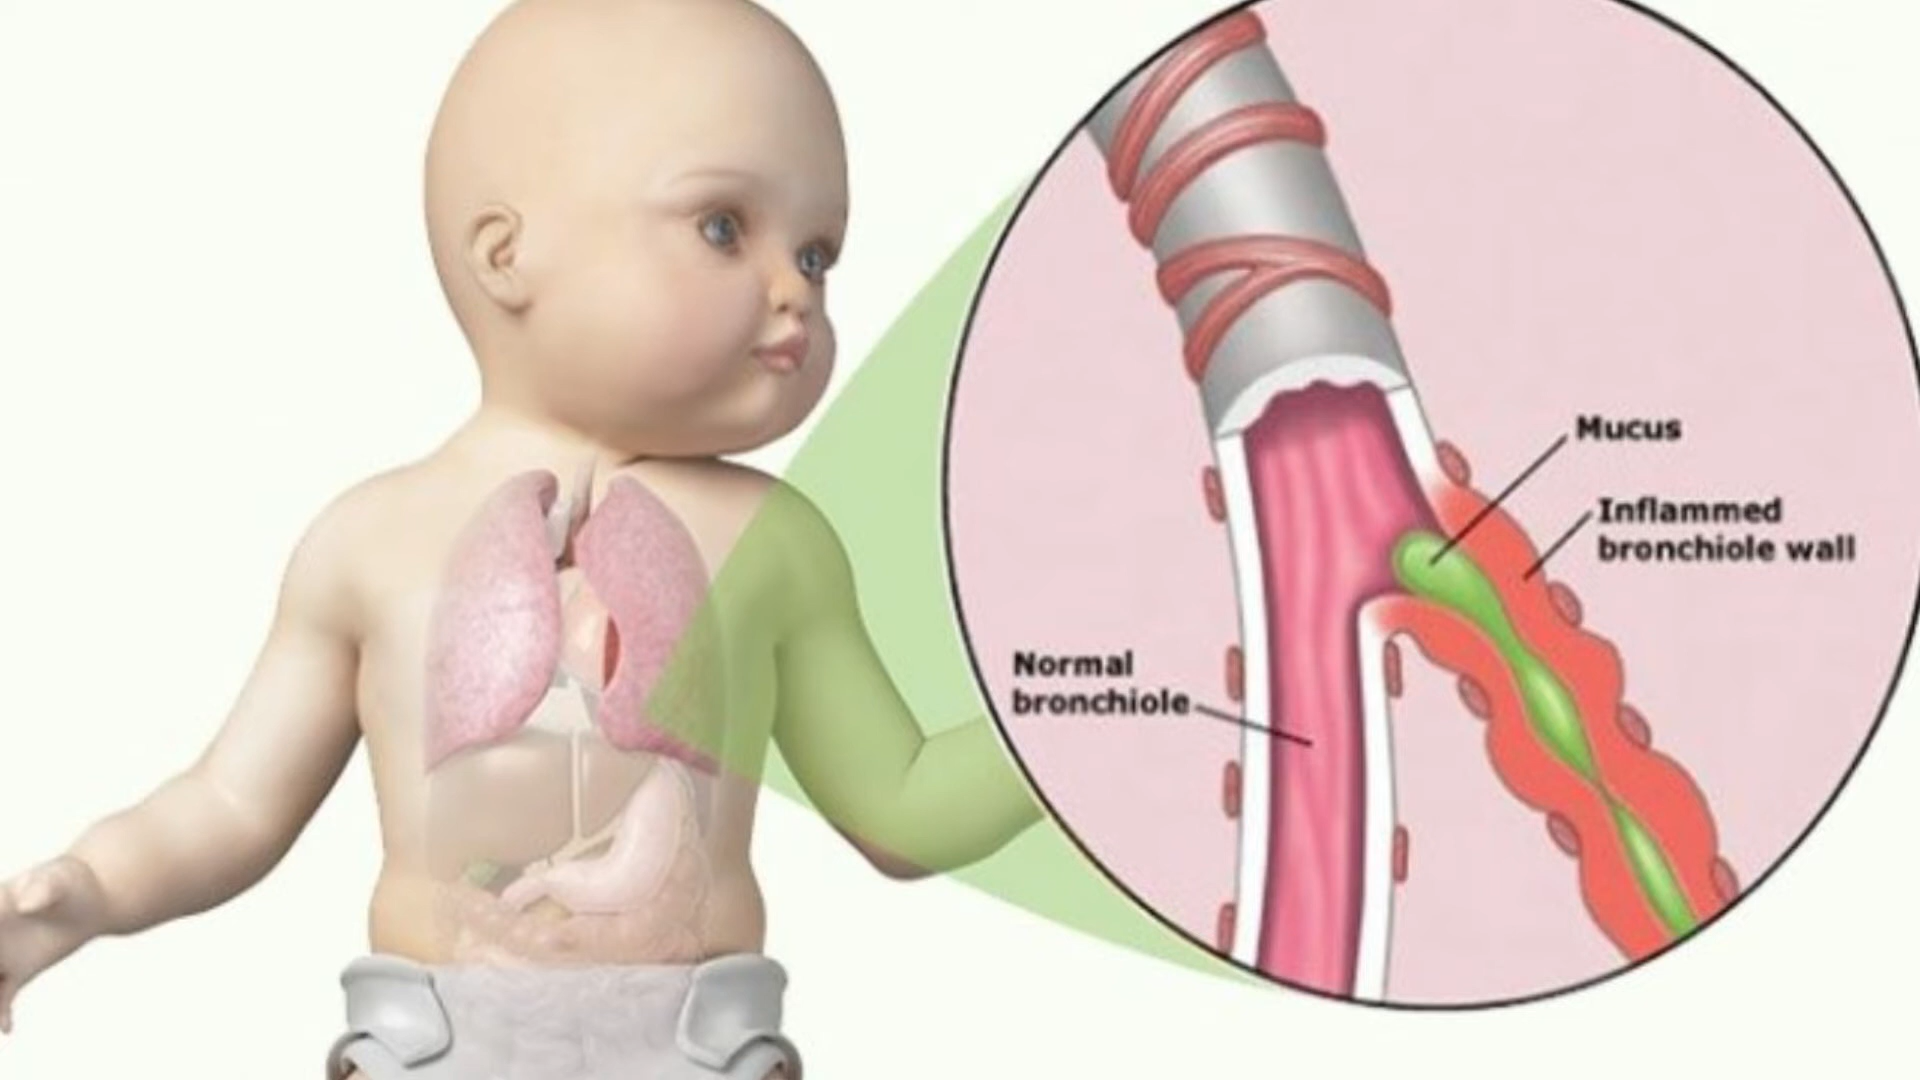 Mucus
Inflammed
bronchiole wall
Normal
bronchiole